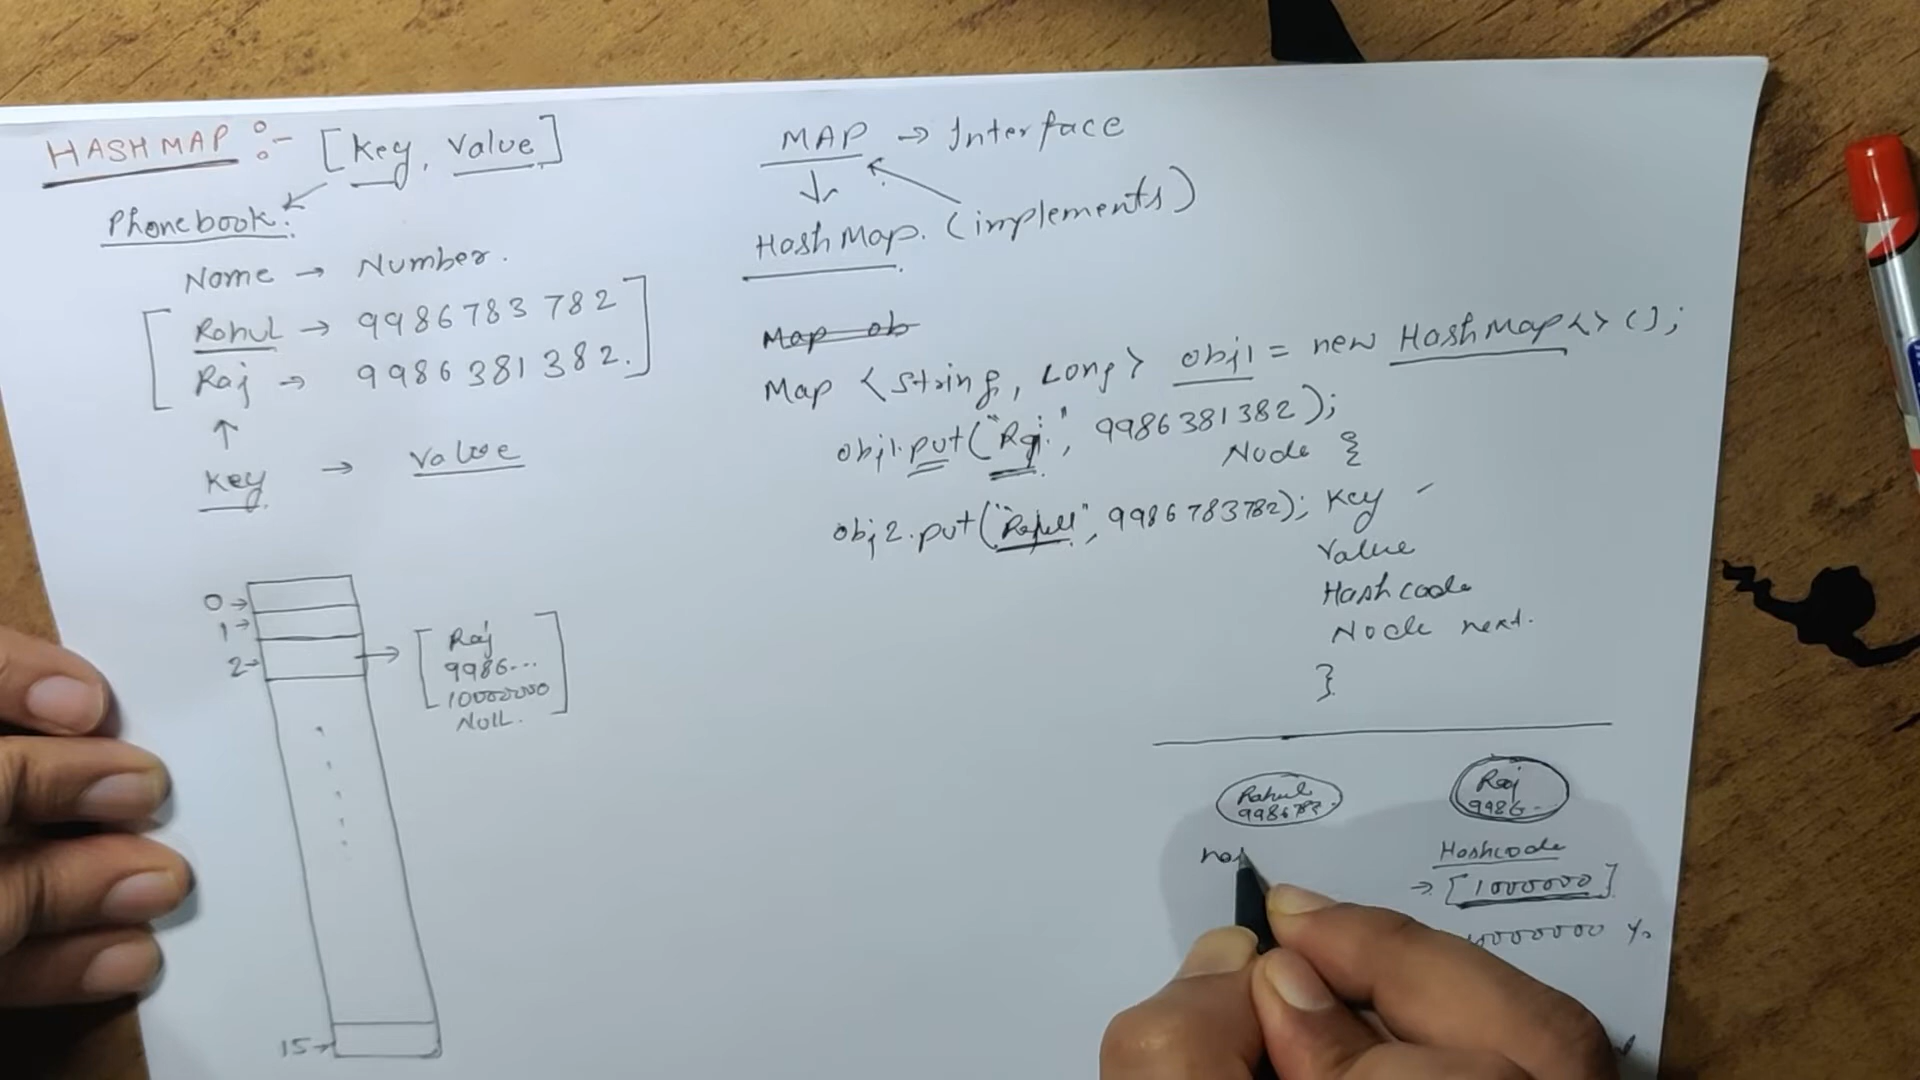 HASHMAP :- [Key, Value]
Phonebook:
Name → Number.
Rahul → 9986783782
Raj → 9986381382.
↑
Key → Value
0 →
1 →
2 →
15 →
→ [Raj
9986...
10000000
NULL.]
MAP → Interface
HashMap. (implements)
Map ob
Map <String, Long> obj1 = new HashMap<>();
obj1.put("Raj", 9986381382);
obj2.put("Rahul", 9986783782);
Node {
Key -
Value
Hashcode
Node next.
}
Rahul
998678..
Raj
9986-.
Hashcode
→ [1000000]